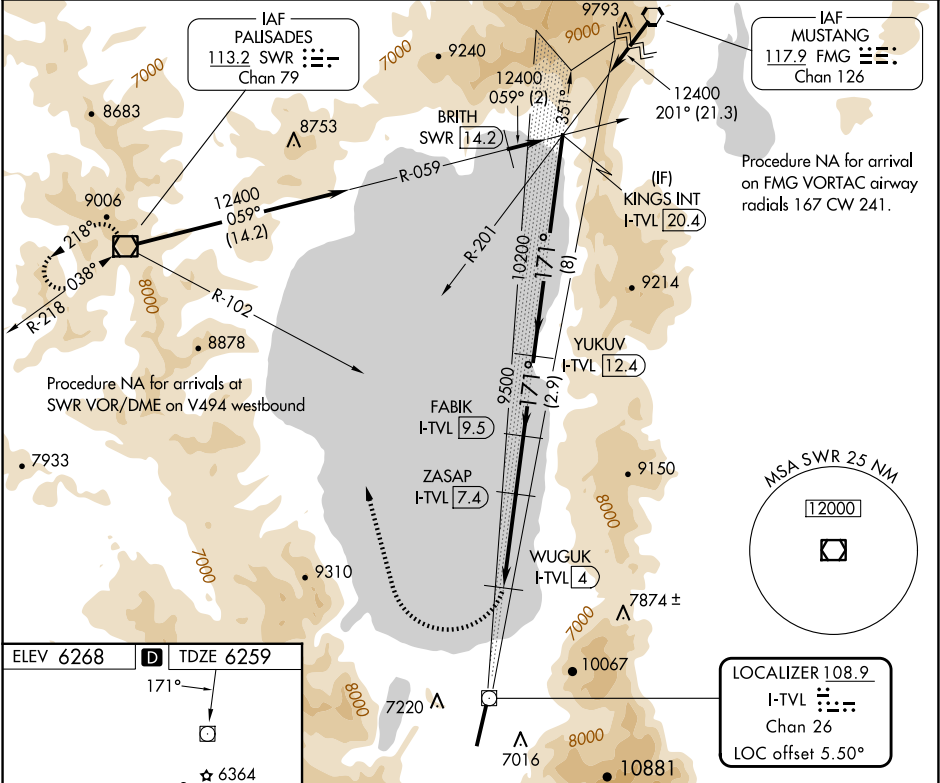 IAF
PALISADES
113.2 SWR
Chan 79
IAF
MUSTANG
117.9 FMG
Chan 126
9793
9000
9240
7000
7000
12400
059° (2)
351°
12400
201° (21.3)
8683
8753
BRITH
SWR 14.2
R-059
Procedure NA for arrival
on FMG VORTAC airway
radials 167 CW 241.
(IF)
KINGS INT
I-TVL 20.4
9006
12400
059°
(14.2)
218°
038°
R-218
R-201
10200
171°
(8)
8000
R-102
9214
8878
YUKUV
I-TVL 12.4
Procedure NA for arrivals at
SWR VOR/DME on V494 westbound
9500
171°
(2.9)
FABIK
I-TVL 9.5
7933
ZASAP
I-TVL 7.4
9150
8000
MSA SWR 25 NM
12000
7000
9310
WUGUK
I-TVL 4
7874 ±
7000
10067
ELEV 6268 D TDZE 6259
171°
6364
8000
7220
7016
8000
10881
LOCALIZER 108.9
I-TVL
Chan 26
LOC offset 5.50°